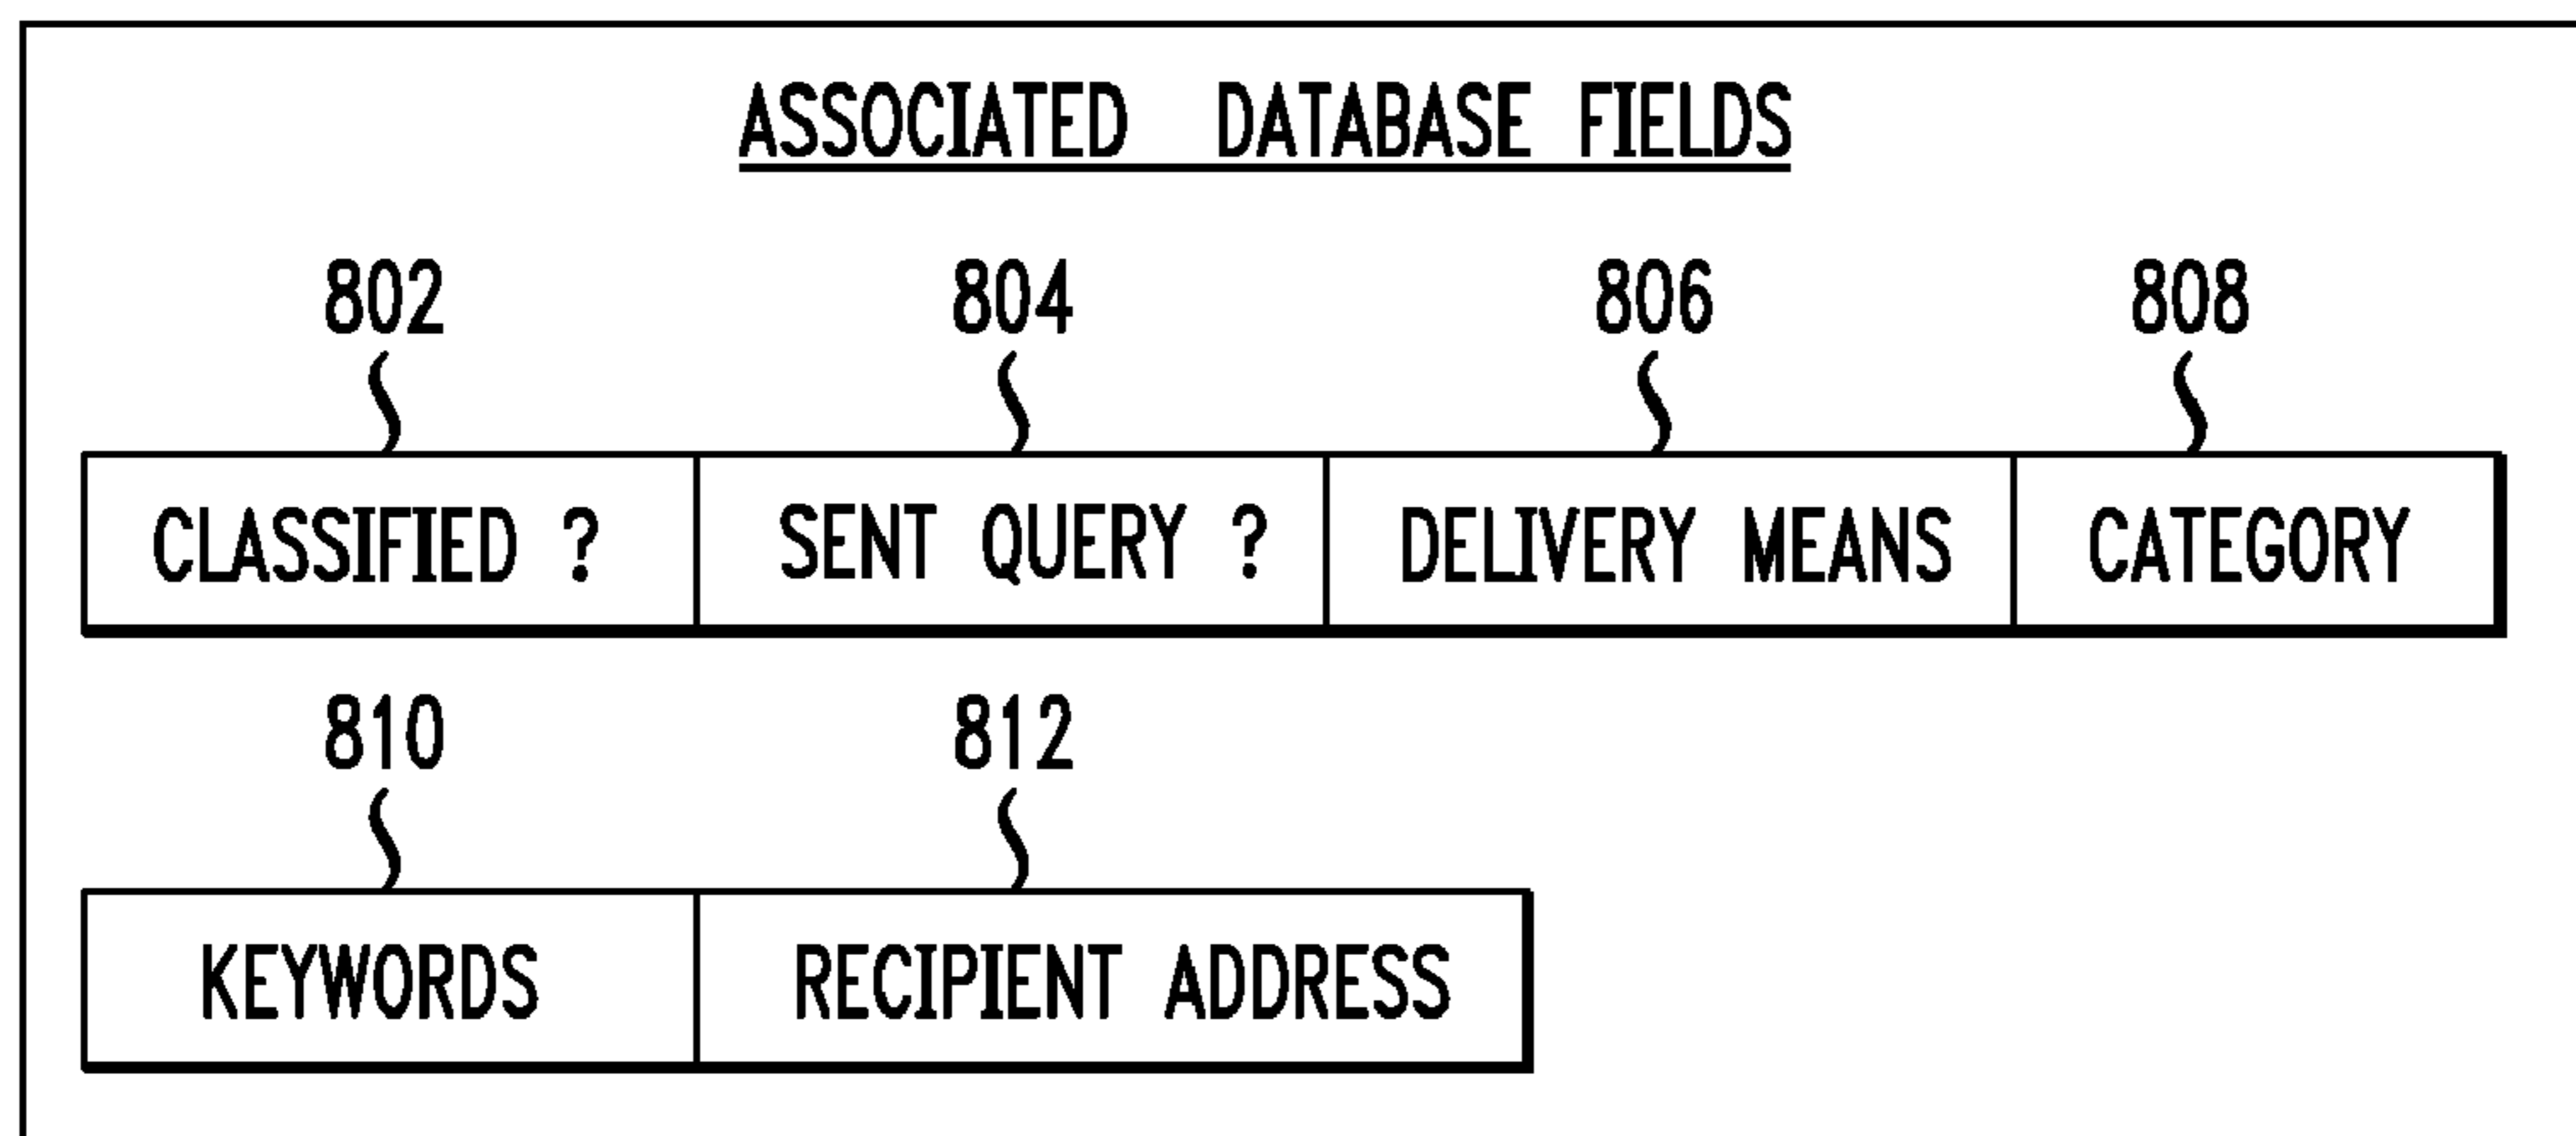 ASSOCIATED DATABASE FIELDS
802 804 806 808
CLASSIFIED ? SENT QUERY ? DELIVERY MEANS CATEGORY
810 812
KEYWORDS RECIPIENT ADDRESS